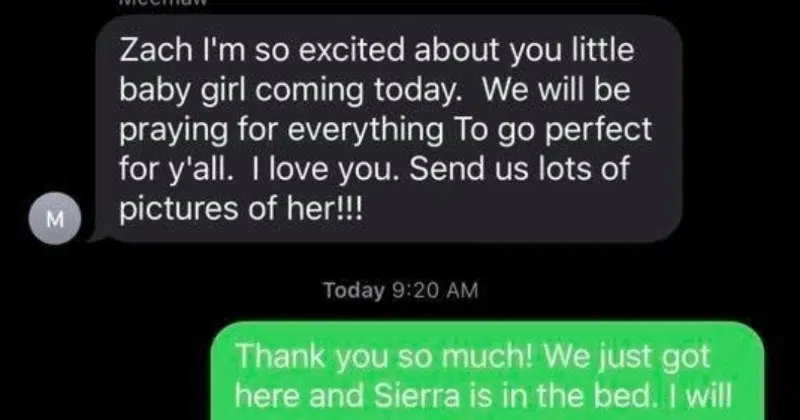 Meemaw
Zach I'm so excited about you little
baby girl coming today.  We will be
praying for everything To go perfect
for y'all.  I love you. Send us lots of
pictures of her!!!
M
Today 9:20 AM
Thank you so much! We just got
here and Sierra is in the bed. I will